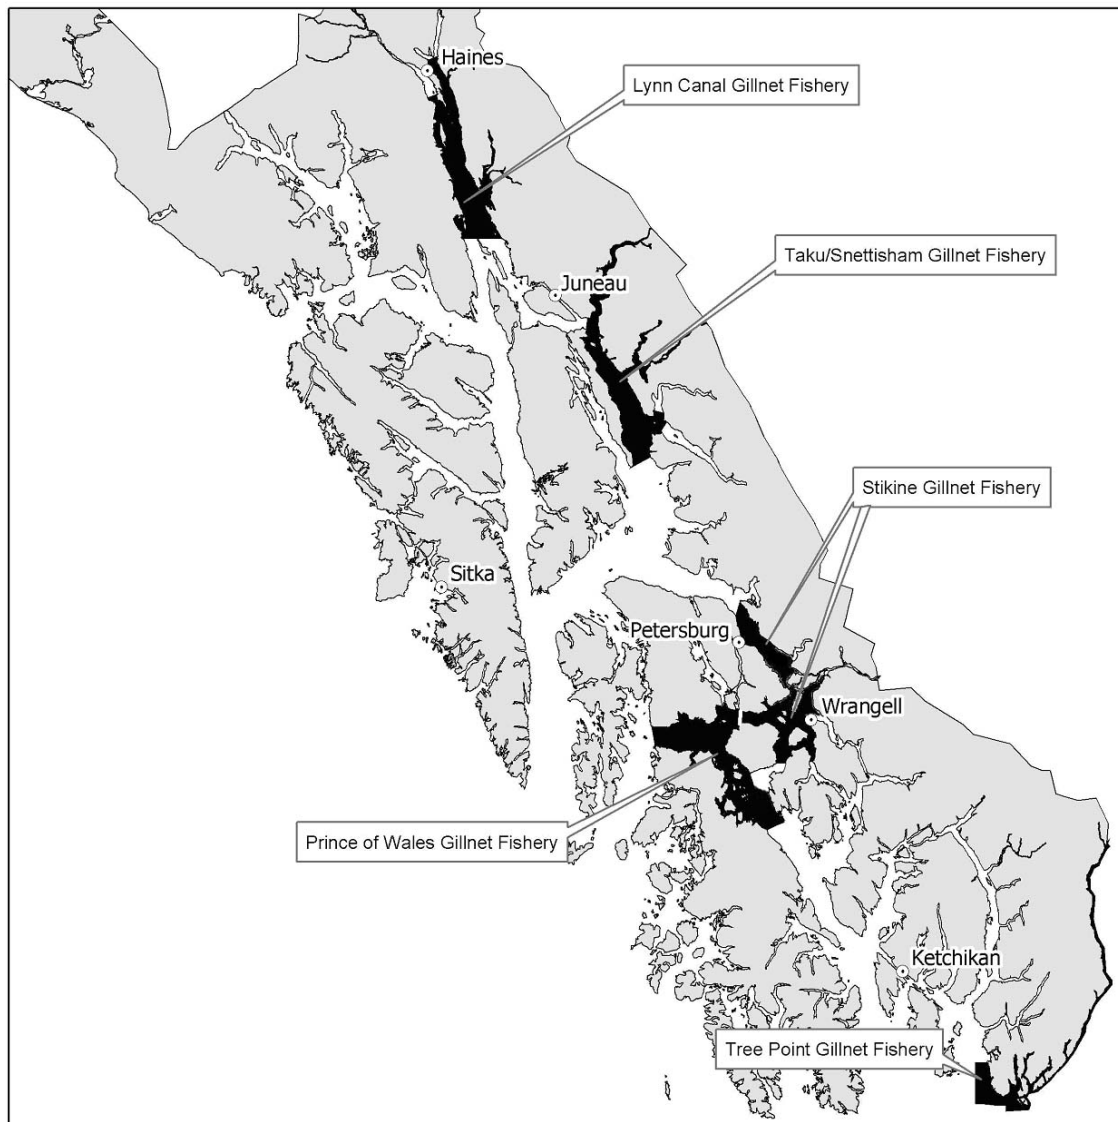 Haines
Lynn Canal Gillnet Fishery
Taku/Snettisham Gillnet Fishery
Juneau
Stikine Gillnet Fishery
Sitka
Petersburg
Wrangell
Prince of Wales Gillnet Fishery
Ketchikan
Tree Point Gillnet Fishery